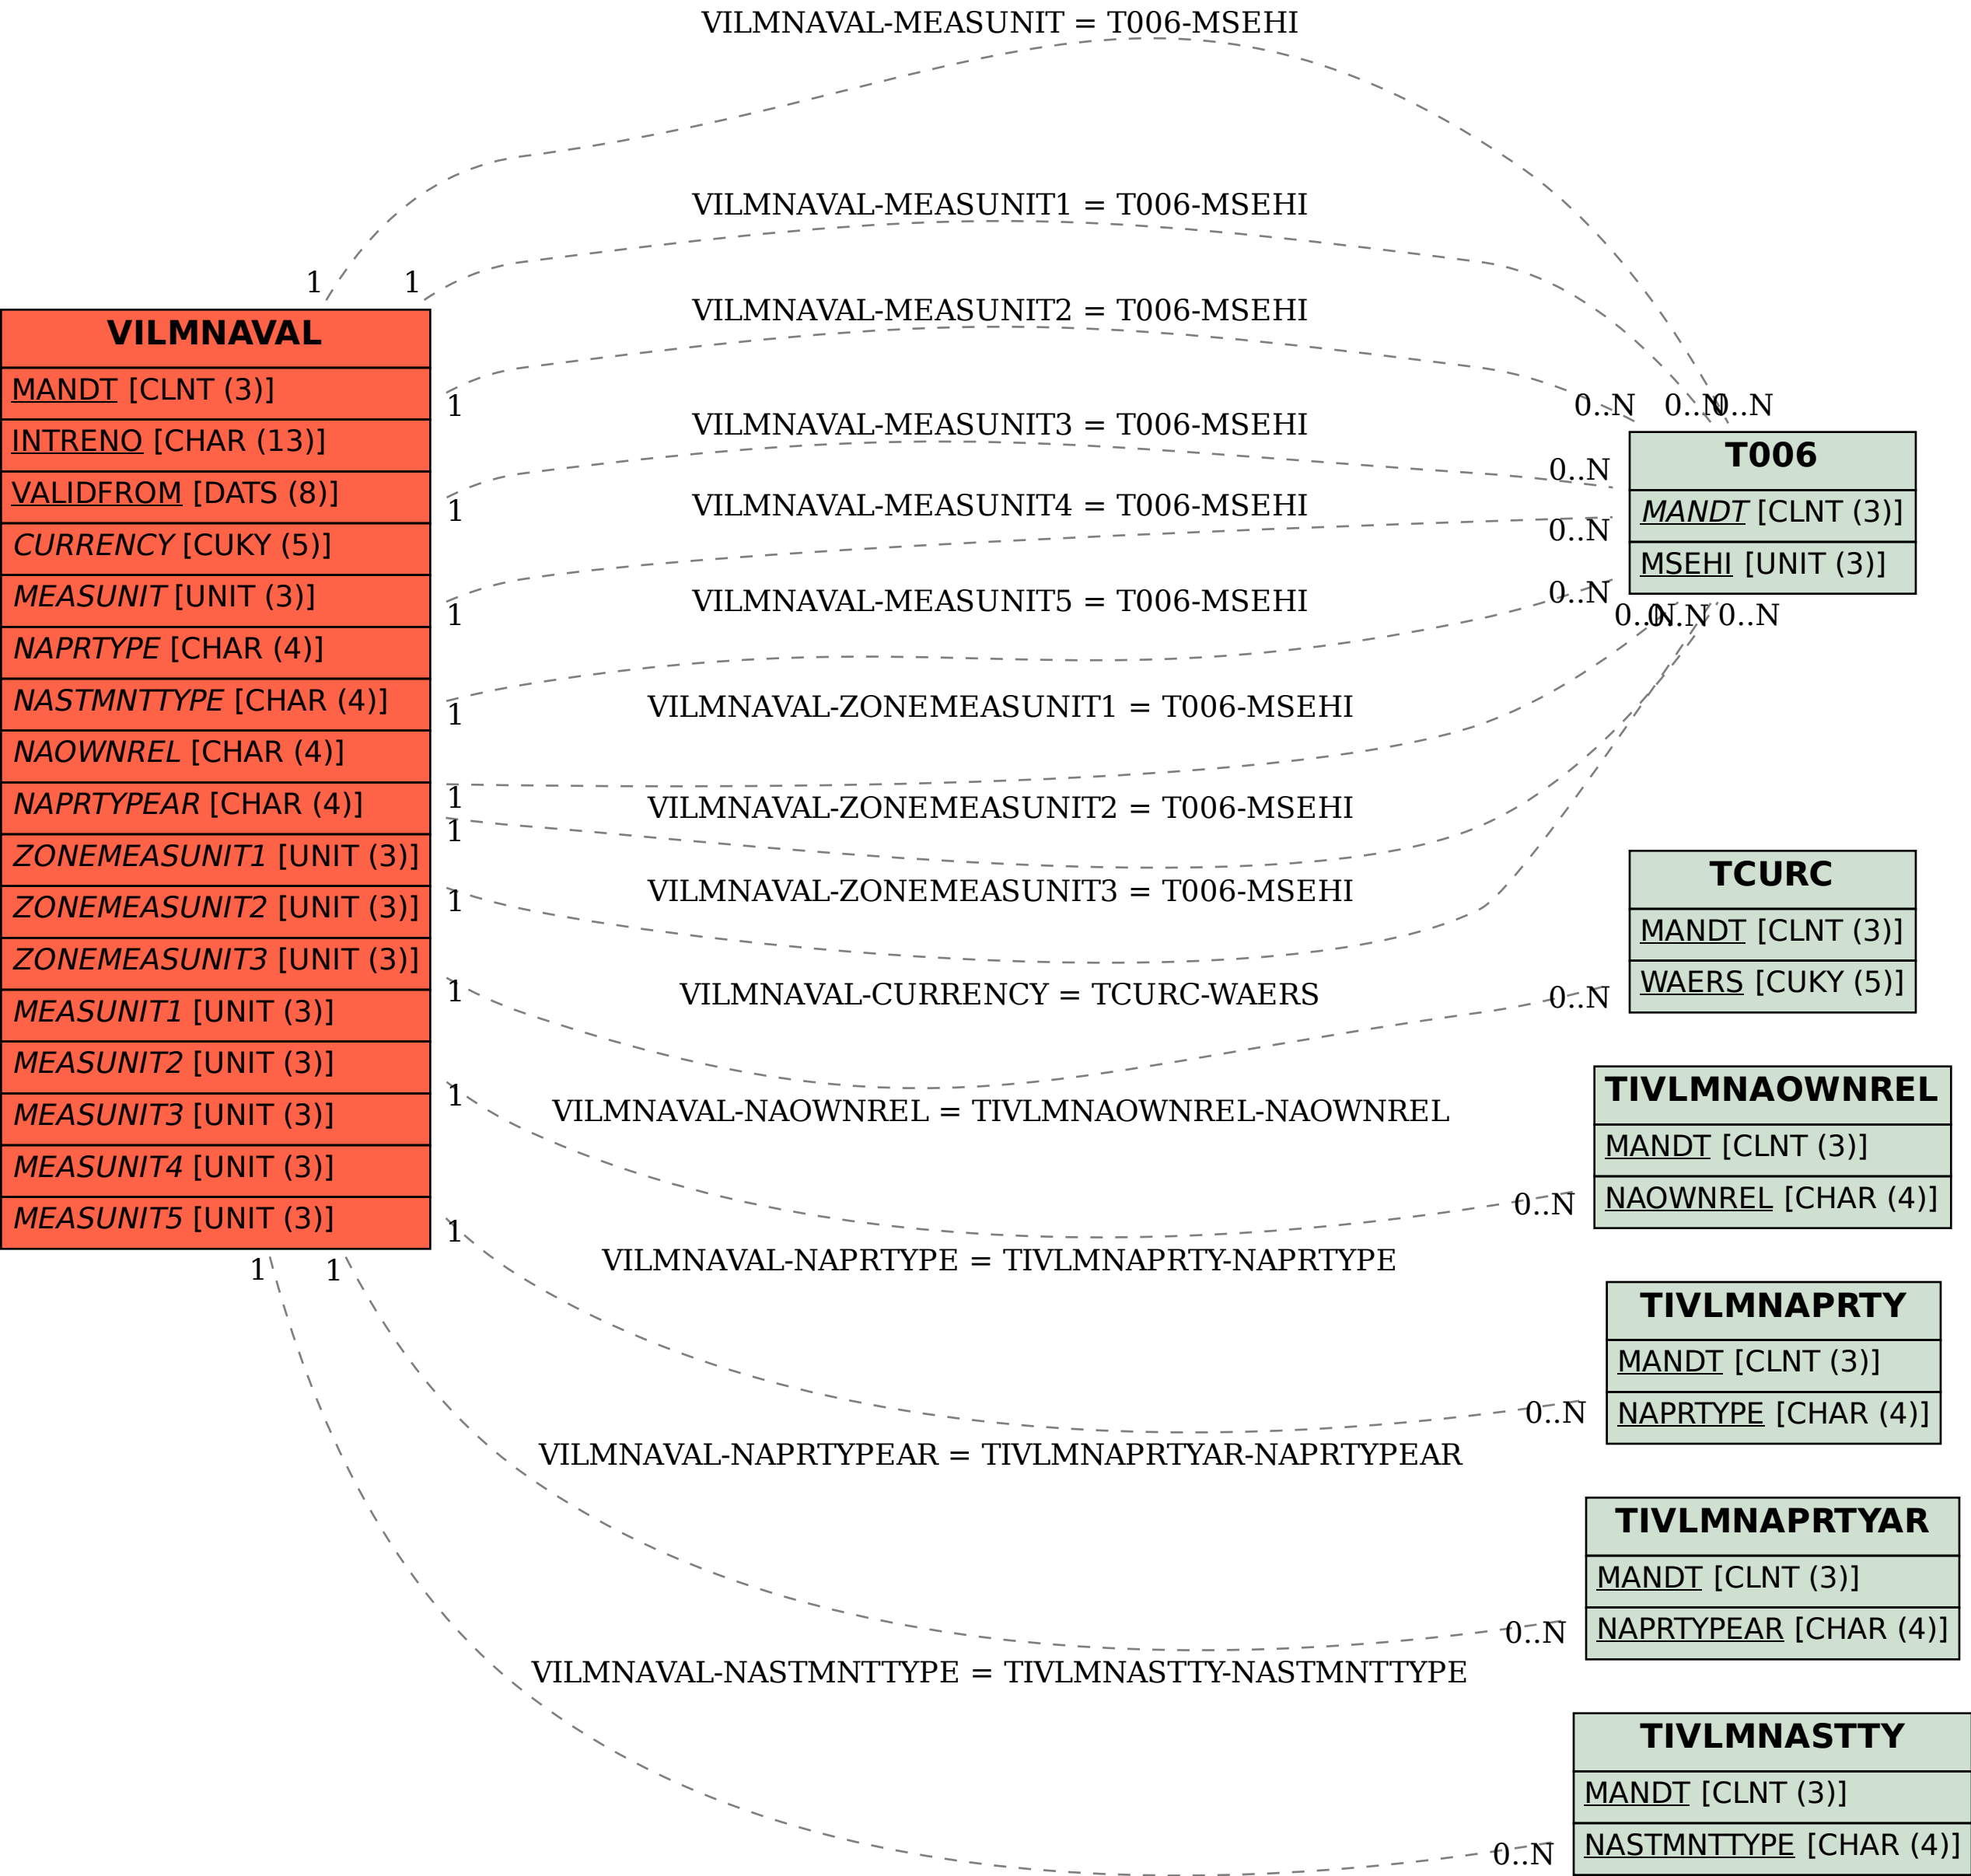 VILMNAVAL-MEASUNIT = T006-MSEHI
VILMNAVAL-MEASUNIT1 = T006-MSEHI
1
1
VILMNAVAL-MEASUNIT2 = T006-MSEHI
VILMNAVAL
MANDT [CLNT (3)]
INTRENO [CHAR (13)]
VALIDFROM [DATS (8)]
CURRENCY [CUKY (5)]
MEASUNIT [UNIT (3)]
NAPRTYPE [CHAR (4)]
NASTMNTTYPE [CHAR (4)]
NAOWNREL [CHAR (4)]
NAPRTYPEAR [CHAR (4)]
ZONEMEASUNIT1 [UNIT (3)]
ZONEMEASUNIT2 [UNIT (3)]
ZONEMEASUNIT3 [UNIT (3)]
MEASUNIT1 [UNIT (3)]
MEASUNIT2 [UNIT (3)]
MEASUNIT3 [UNIT (3)]
MEASUNIT4 [UNIT (3)]
MEASUNIT5 [UNIT (3)]
1
1
1
1
1
1
1
1
1
1
1
1
VILMNAVAL-MEASUNIT3 = T006-MSEHI
VILMNAVAL-MEASUNIT4 = T006-MSEHI
VILMNAVAL-MEASUNIT5 = T006-MSEHI
VILMNAVAL-ZONEMEASUNIT1 = T006-MSEHI
VILMNAVAL-ZONEMEASUNIT2 = T006-MSEHI
VILMNAVAL-ZONEMEASUNIT3 = T006-MSEHI
VILMNAVAL-CURRENCY = TCURC-WAERS
VILMNAVAL-NAOWNREL = TIVLMNAOWNREL-NAOWNREL
VILMNAVAL-NAPRTYPE = TIVLMNAPRTY-NAPRTYPE
VILMNAVAL-NAPRTYPEAR = TIVLMNAPRTYAR-NAPRTYPEAR
VILMNAVAL-NASTMNTTYPE = TIVLMNASTTY-NASTMNTTYPE
0..N
0..N
0..N
0..N
0..N
0..N
0..N
0..N
0..N
T006
MANDT [CLNT (3)]
MSEHI [UNIT (3)]
0..N
TCURC
MANDT [CLNT (3)]
WAERS [CUKY (5)]
0..N
TIVLMNAOWNREL
MANDT [CLNT (3)]
NAOWNREL [CHAR (4)]
0..N
TIVLMNAPRTY
MANDT [CLNT (3)]
NAPRTYPE [CHAR (4)]
0..N
TIVLMNAPRTYAR
MANDT [CLNT (3)]
NAPRTYPEAR [CHAR (4)]
0..N
TIVLMNASTTY
MANDT [CLNT (3)]
NASTMNTTYPE [CHAR (4)]